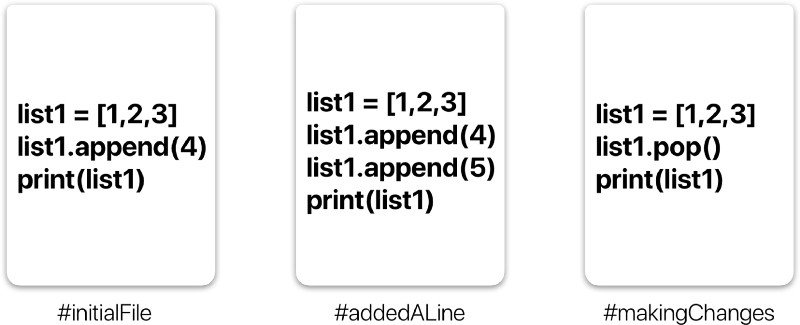 list1 = [1,2,3]
list1.append(4)
print(list1)
#initialFile
list1 = [1,2,3]
list1.append(4)
list1.append(5)
print(list1)
#addedALine
list1 = [1,2,3]
list1.pop()
print(list1)
#makingChanges